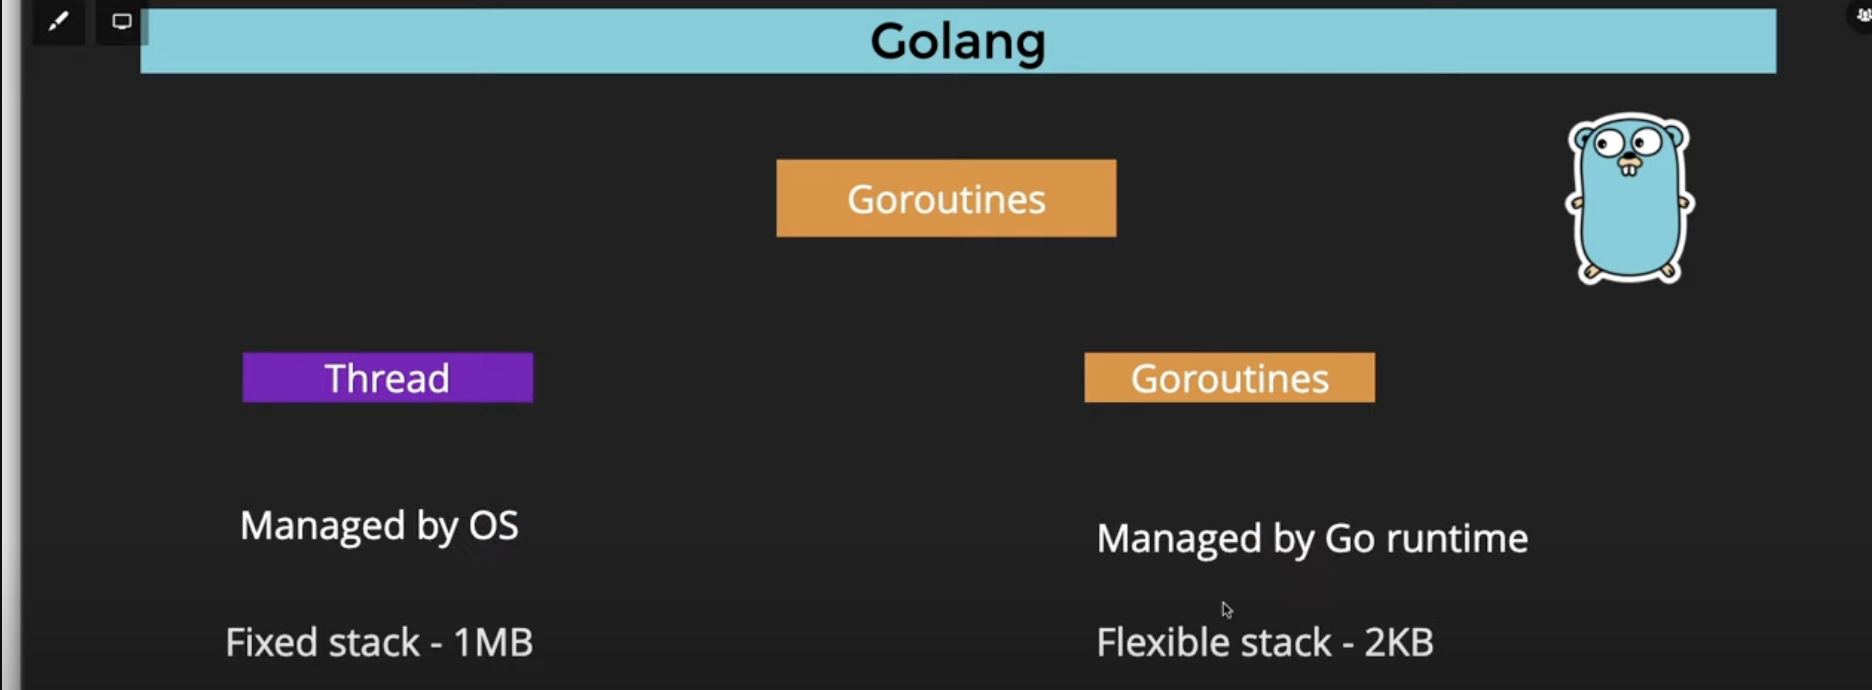 Golang
Goroutines
Thread
Goroutines
Managed by OS
Managed by Go runtime
Fixed stack - 1MB
Flexible stack - 2KB